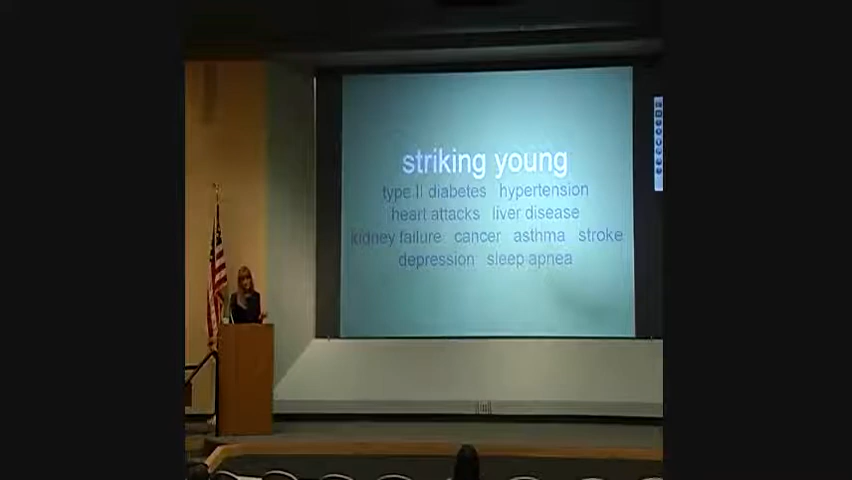 striking young
type II diabetes hypertension
heart attacks liver disease
kidney failure cancer asthma stroke
depression sleep apnea